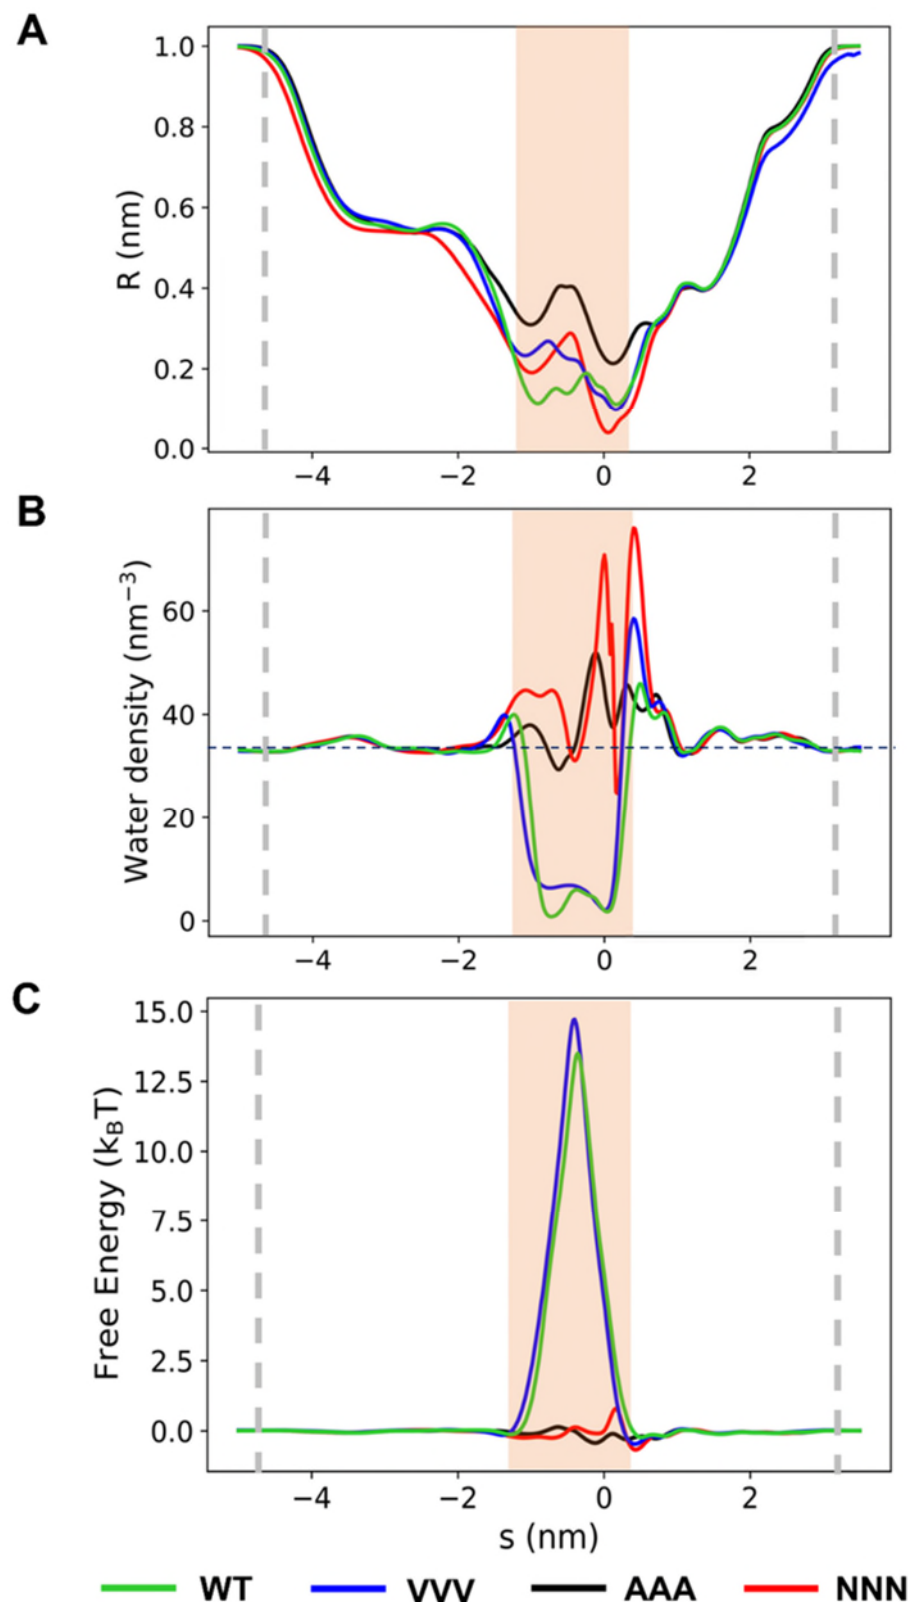 A
R (nm)
1.0
0.8
0.6
0.4
0.2
0.0
−4 −2 0 2
B
Water density (nm⁻³)
60
40
20
0
−4 −2 0 2
C
Free Energy (k_BT)
15.0
12.5
10.0
7.5
5.0
2.5
0.0
−4 −2 0 2
s (nm)
WT VVV AAA NNN